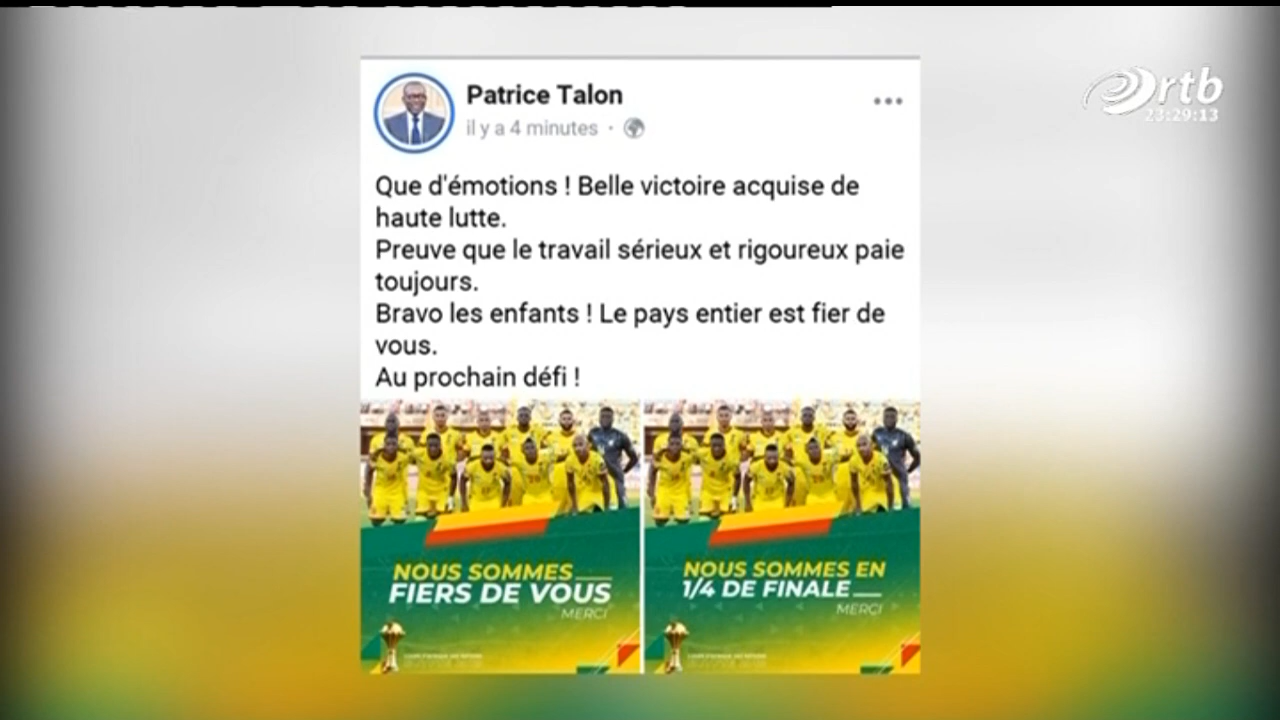 ortb
23:29:13
Patrice Talon
il y a 4 minutes ·
Que d'émotions ! Belle victoire acquise de
haute lutte.
Preuve que le travail sérieux et rigoureux paie
toujours.
Bravo les enfants ! Le pays entier est fier de
vous.
Au prochain défi !
NOUS SOMMES
FIERS DE VOUS
MERCI
NOUS SOMMES EN
1/4 DE FINALE
MERCI